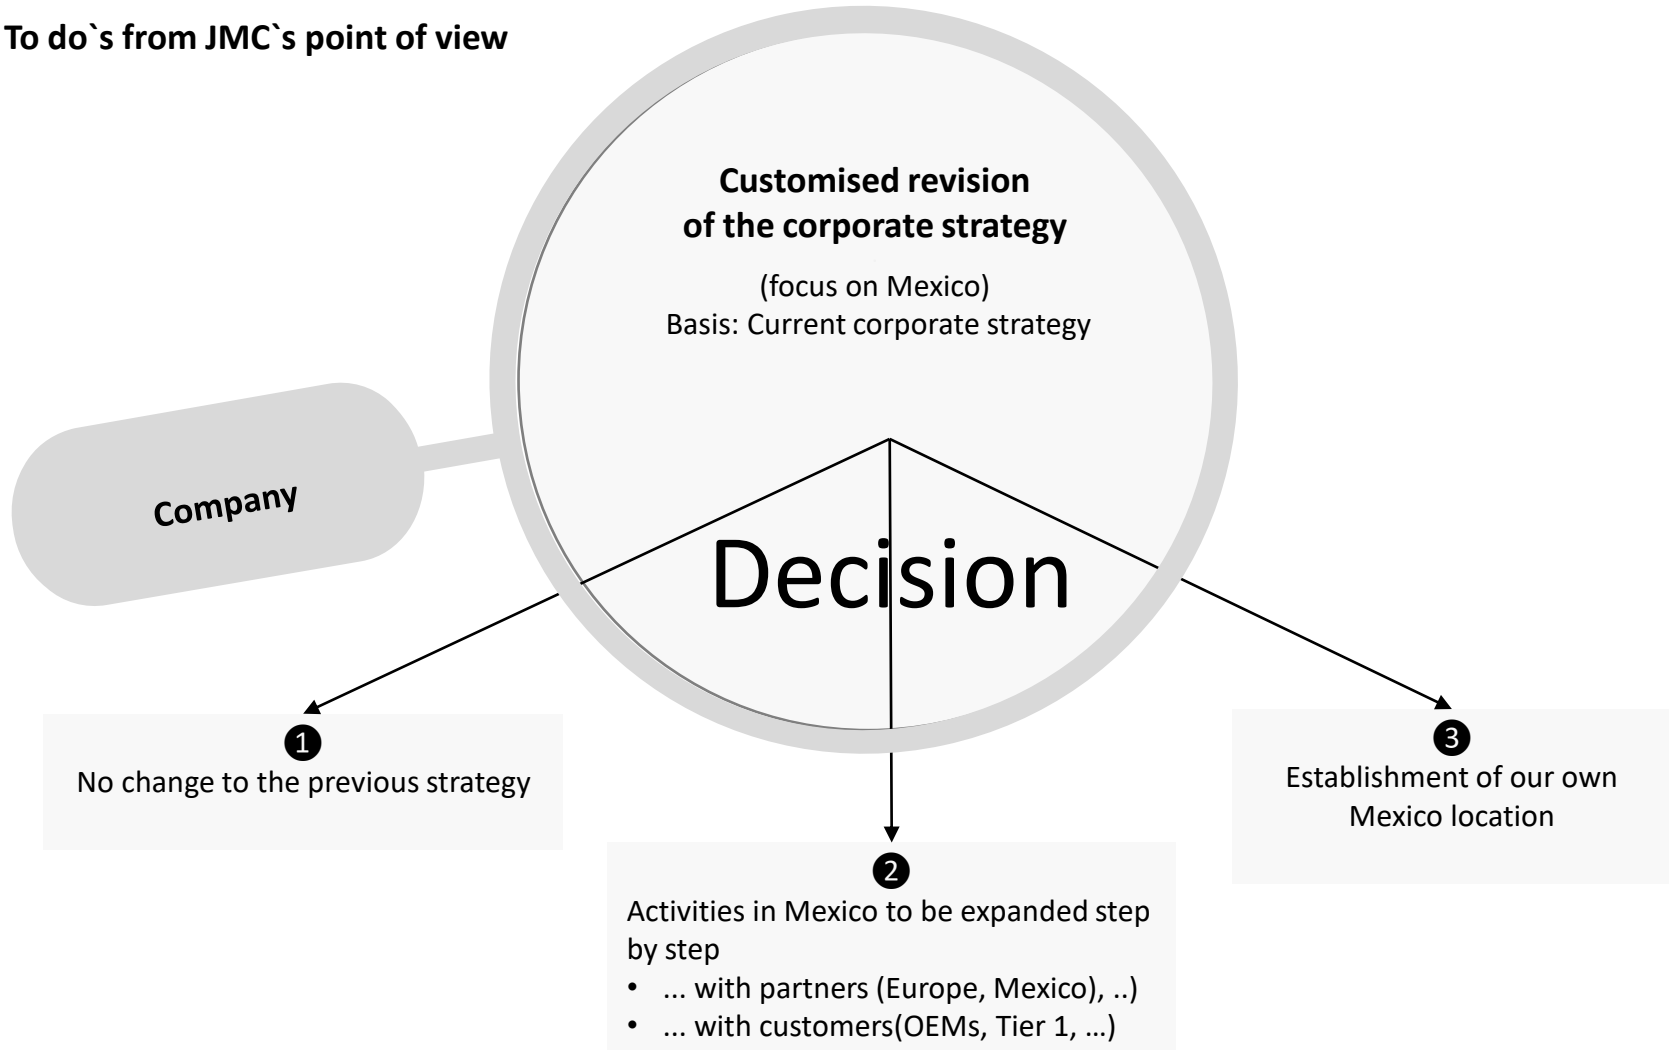 To do`s from JMC`s point of view
Customised revision
of the corporate strategy
(focus on Mexico)
Basis: Current corporate strategy
Company
Decision
❶
No change to the previous strategy
❷
Activities in Mexico to be expanded step
by step
• ... with partners (Europe, Mexico), ..)
• ... with customers(OEMs, Tier 1, …)
❸
Establishment of our own
Mexico location